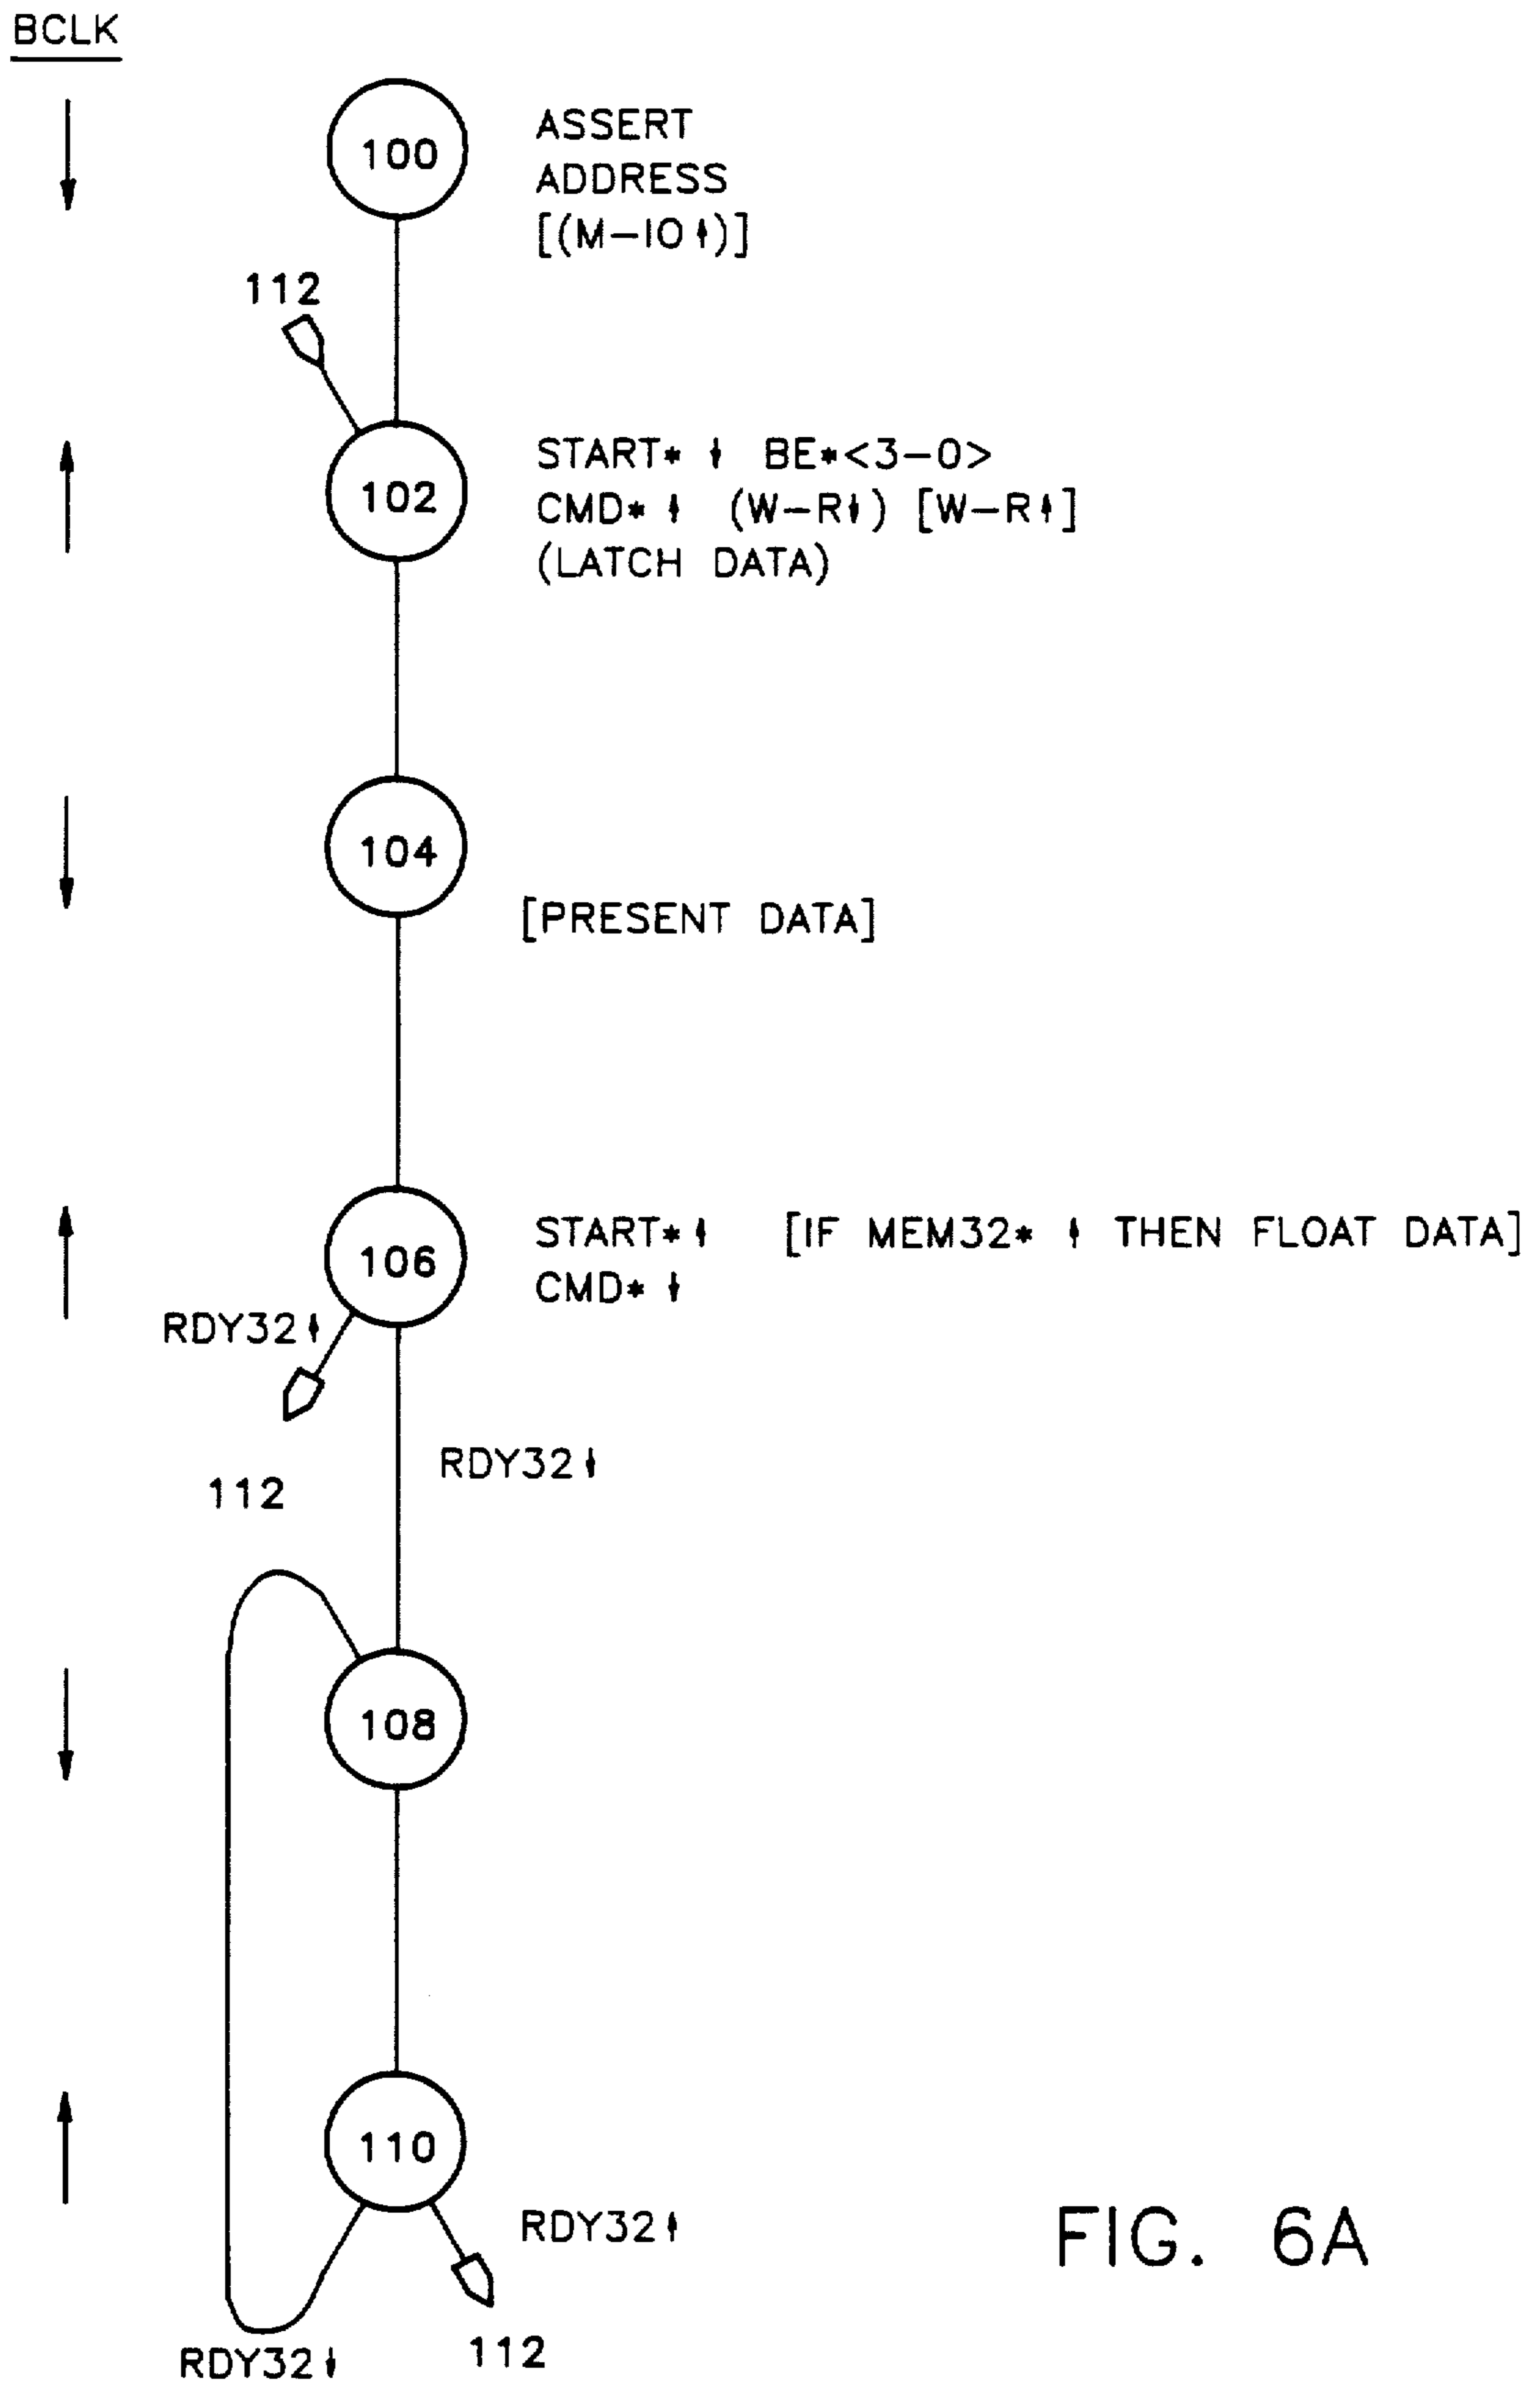 BCLK
100
ASSERT
ADDRESS
[(M-IO↑)]
112
102
START* ↓ BE*<3-0>
CMD* ↑ (W-R↓) [W-R↑]
(LATCH DATA)
104
[PRESENT DATA]
106
START*↑ [IF MEM32* ↑ THEN FLOAT DATA]
CMD* ↓
RDY32↑
112
RDY32↓
108
110
RDY32↑
112
RDY32↓
FIG. 6A